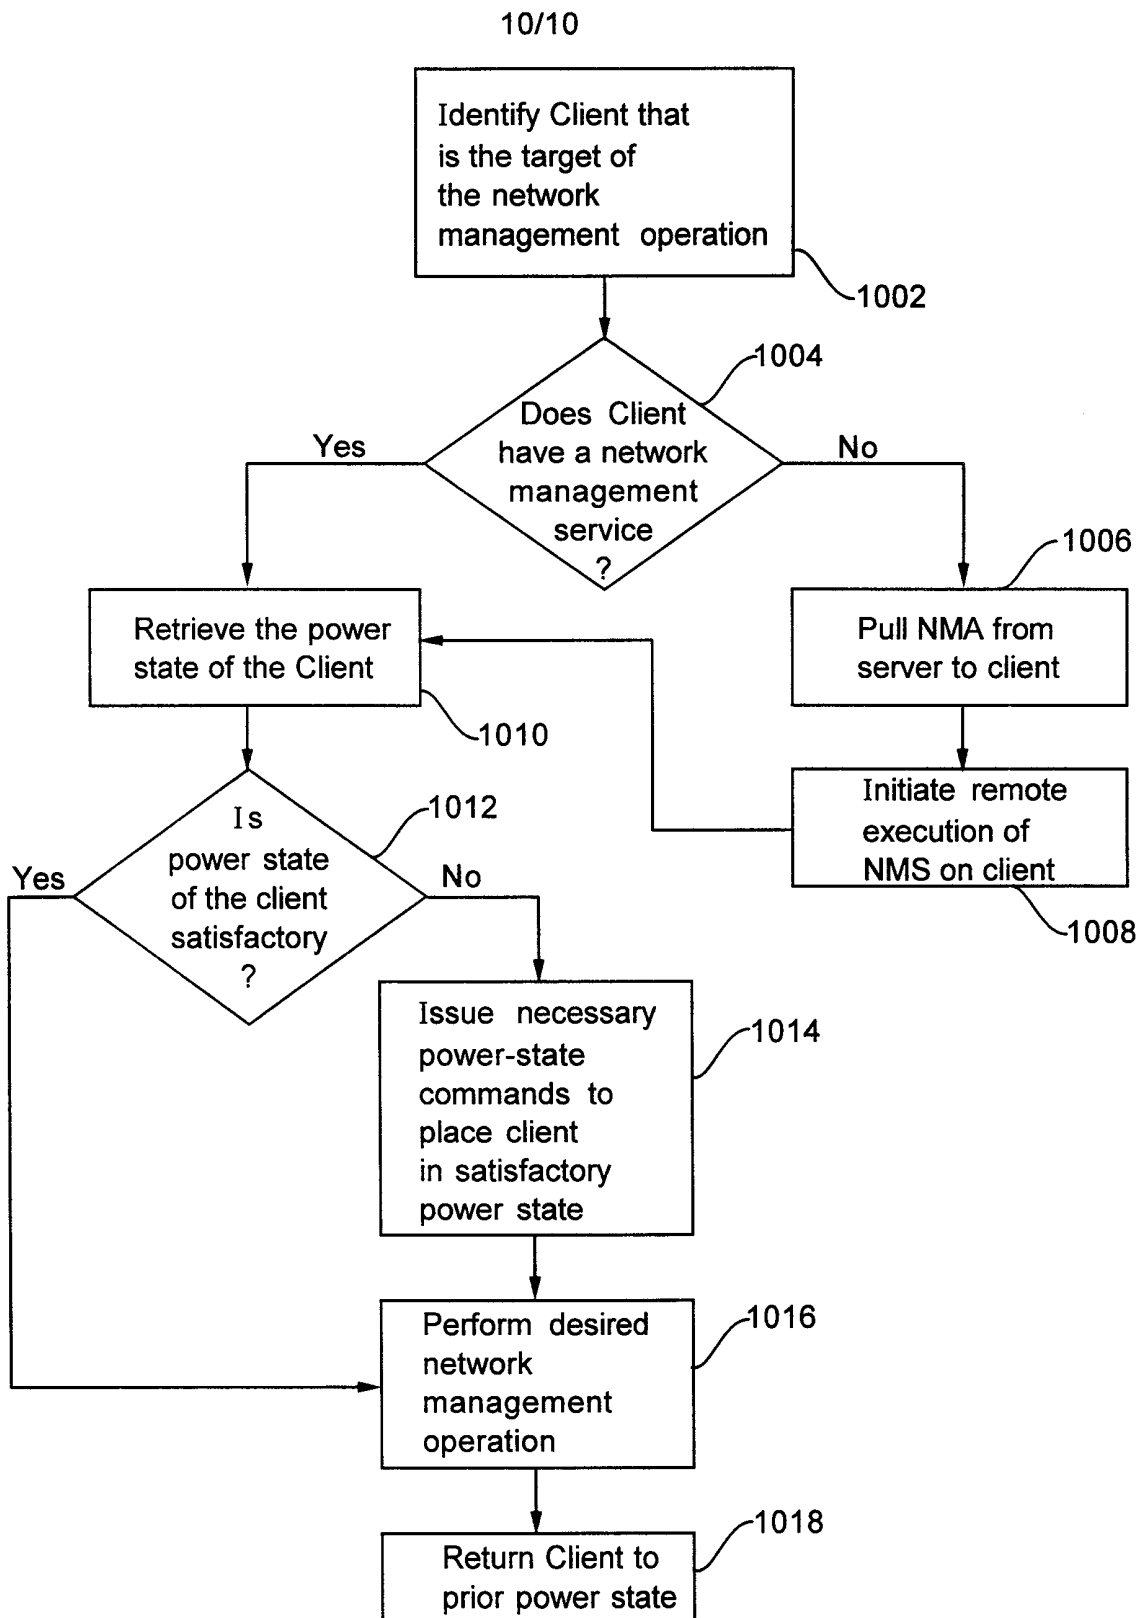 10/10
Identify Client that
is the target of
the network
management operation
1002
1004
Does Client
have a network
management
service
?
Yes
No
1006
Pull NMA from
server to client
Retrieve the power
state of the Client
1010
Initiate remote
execution of
NMS on client
1008
1012
Is
power state
of the client
satisfactory
?
Yes
No
Issue necessary
power-state
commands to
place client
in satisfactory
power state
1014
Perform desired
network
management
operation
1016
1018
Return Client to
prior power state